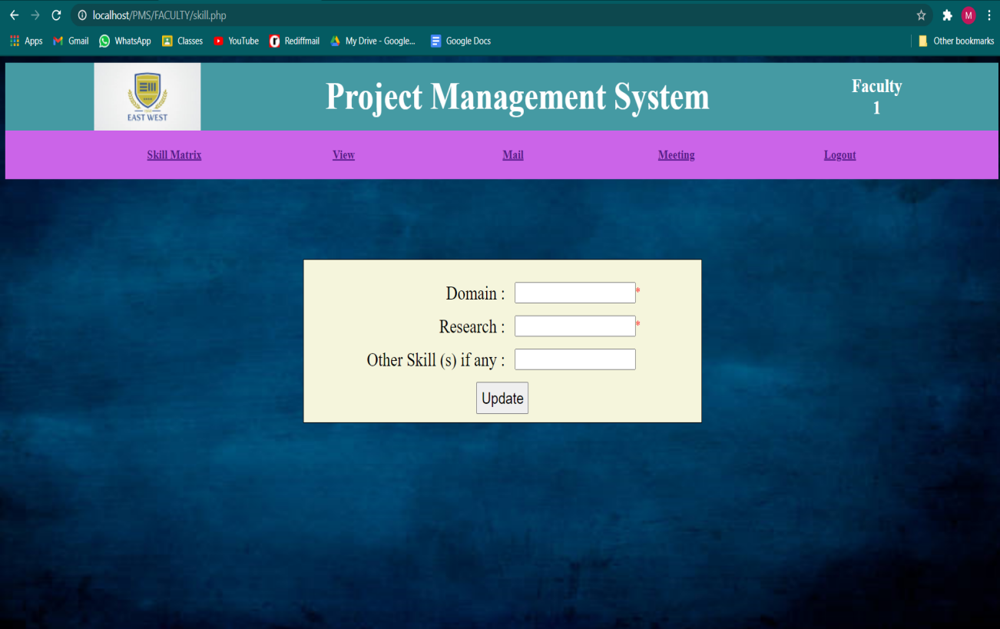 localhost/PMS/FACULTY/skill.php
M
Apps Gmail WhatsApp Classes YouTube Rediffmail My Drive - Google... Google Docs Other bookmarks
EAST WEST
Project Management System
Faculty
1
Skill Matrix View Mail Meeting Logout
Domain : *
Research : *
Other Skill (s) if any :
Update